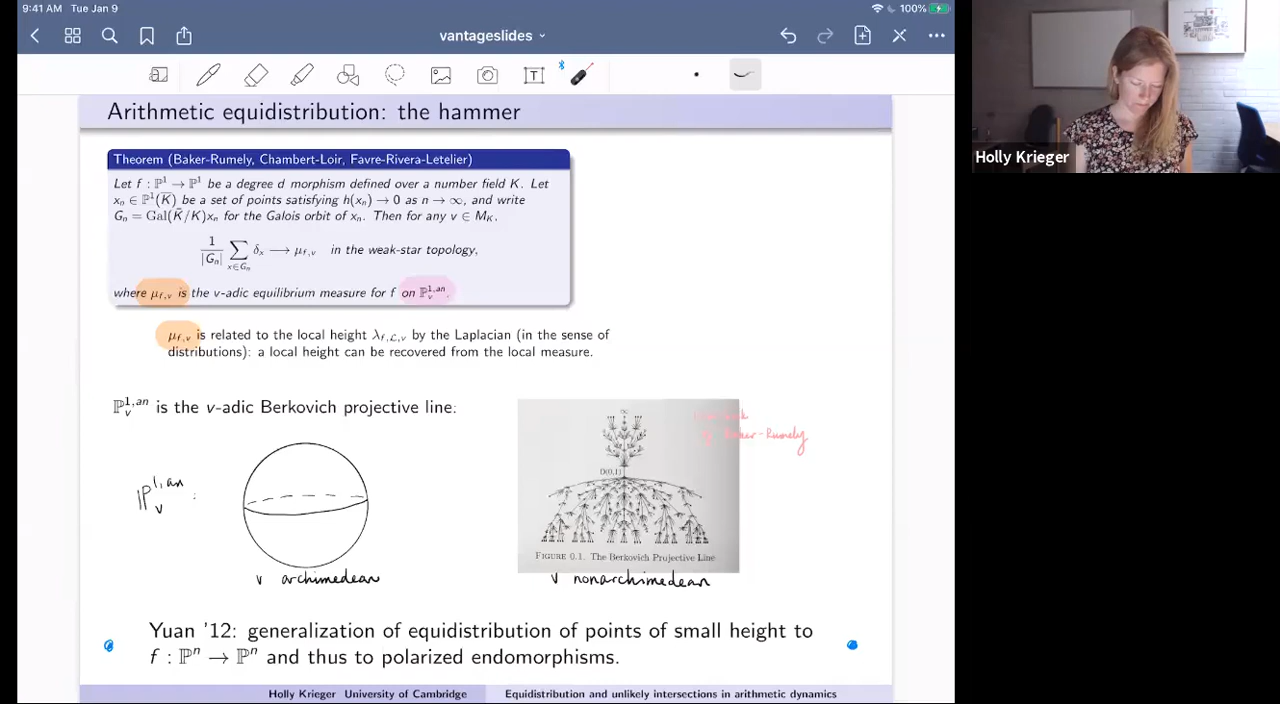 9:41 AM Tue Jan 9
100%
vantageslides
T
Arithmetic equidistribution: the hammer
Theorem (Baker-Rumely, Chambert-Loir, Favre-Rivera-Letelier)
Let f : ℙ¹ → ℙ¹ be a degree d morphism defined over a number field K. Let
xₙ ∈ ℙ¹(K̅) be a set of points satisfying h(xₙ) → 0 as n → ∞, and write
Gₙ = Gal(K̅/K)xₙ for the Galois orbit of xₙ. Then for any v ∈ M_K,
1/|Gₙ| ∑_{x∈Gₙ} δₓ ⟶ μ_{f,v} in the weak-star topology,
where μ_{f,v} is the v-adic equilibrium measure for f on ℙ_v^{1,an}.
μ_{f,v} is related to the local height λ_{f,ℒ,v} by the Laplacian (in the sense of
distributions): a local height can be recovered from the local measure.
ℙ_v^{1,an} is the v-adic Berkovich projective line:
ℙ_v^{1,an} :
v archimedean
of Baker-Rumely
∞
D(0,1)
FIGURE 0.1. The Berkovich Projective Line
v nonarchimedean
Yuan '12: generalization of equidistribution of points of small height to
f : ℙⁿ → ℙⁿ and thus to polarized endomorphisms.
Holly Krieger University of Cambridge
Equidistribution and unlikely intersections in arithmetic dynamics
Holly Krieger